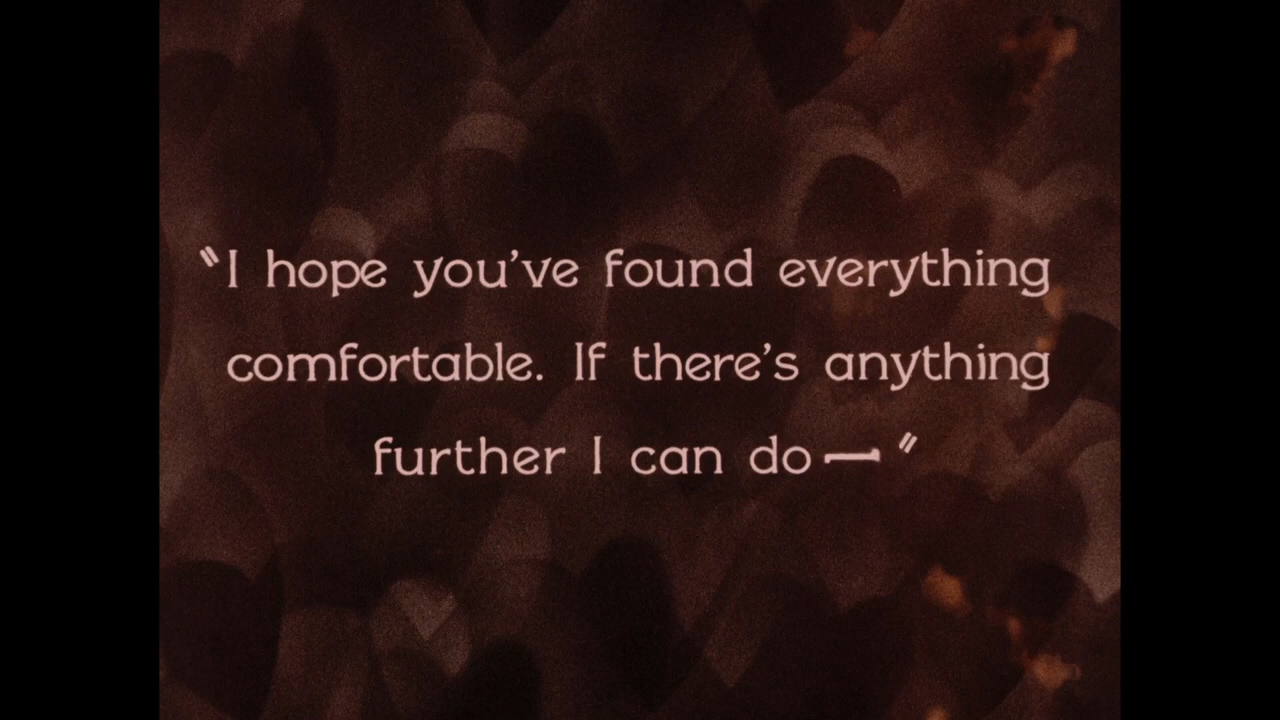 "I hope you've found everything
comfortable. If there's anything
further I can do—"